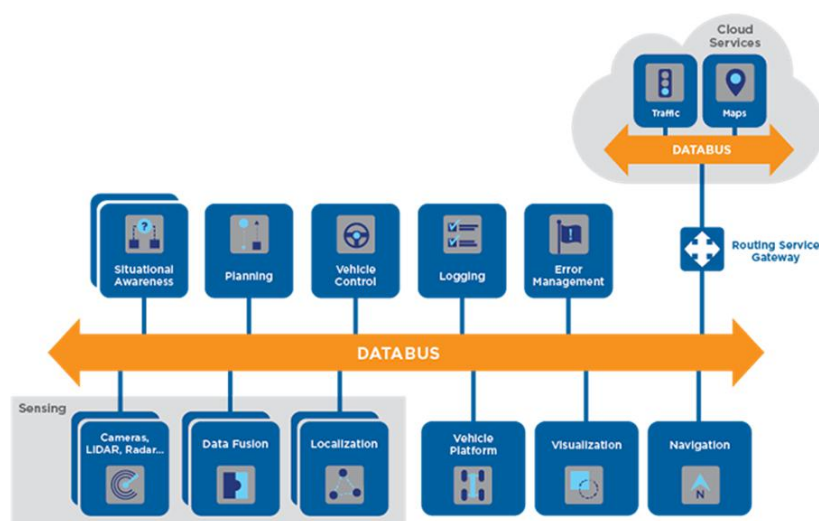 Cloud
Services
Traffic
Maps
DATABUS
Routing Service
Gateway
?
Situational
Awareness
Planning
Vehicle
Control
Logging
!
Error
Management
DATABUS
Sensing
Cameras,
LiDAR, Radar...
Data Fusion
Localization
Vehicle
Platform
Visualization
Navigation
N